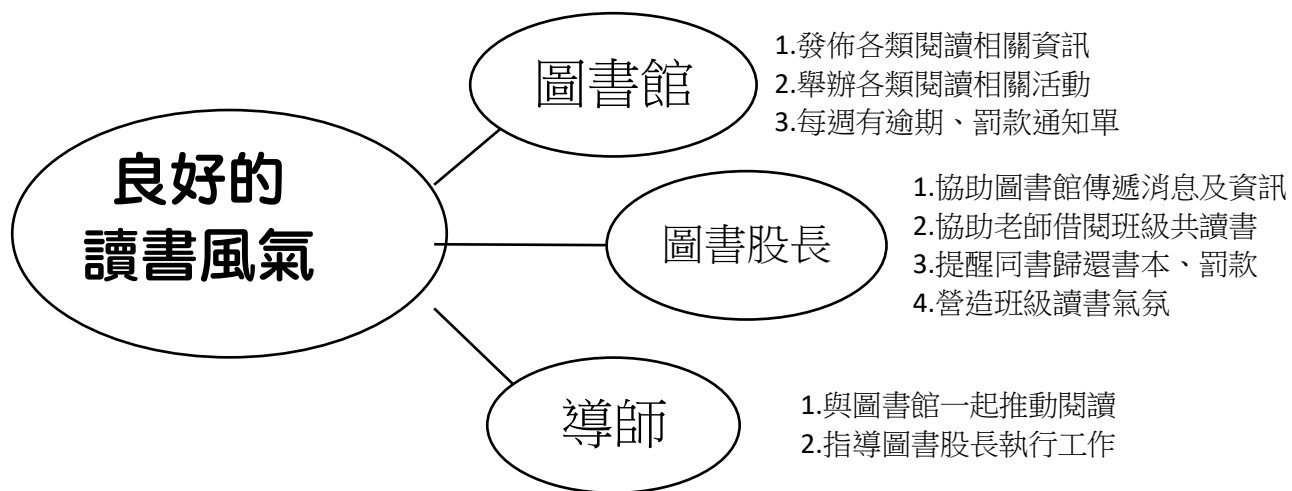 良好的
讀書風氣
圖書館
1.發佈各類閱讀相關資訊
2.舉辦各類閱讀相關活動
3.每週有逾期、罰款通知單
圖書股長
1.協助圖書館傳遞消息及資訊
2.協助老師借閱班級共讀書
3.提醒同書歸還書本、罰款
4.營造班級讀書氣氛
導師
1.與圖書館一起推動閱讀
2.指導圖書股長執行工作